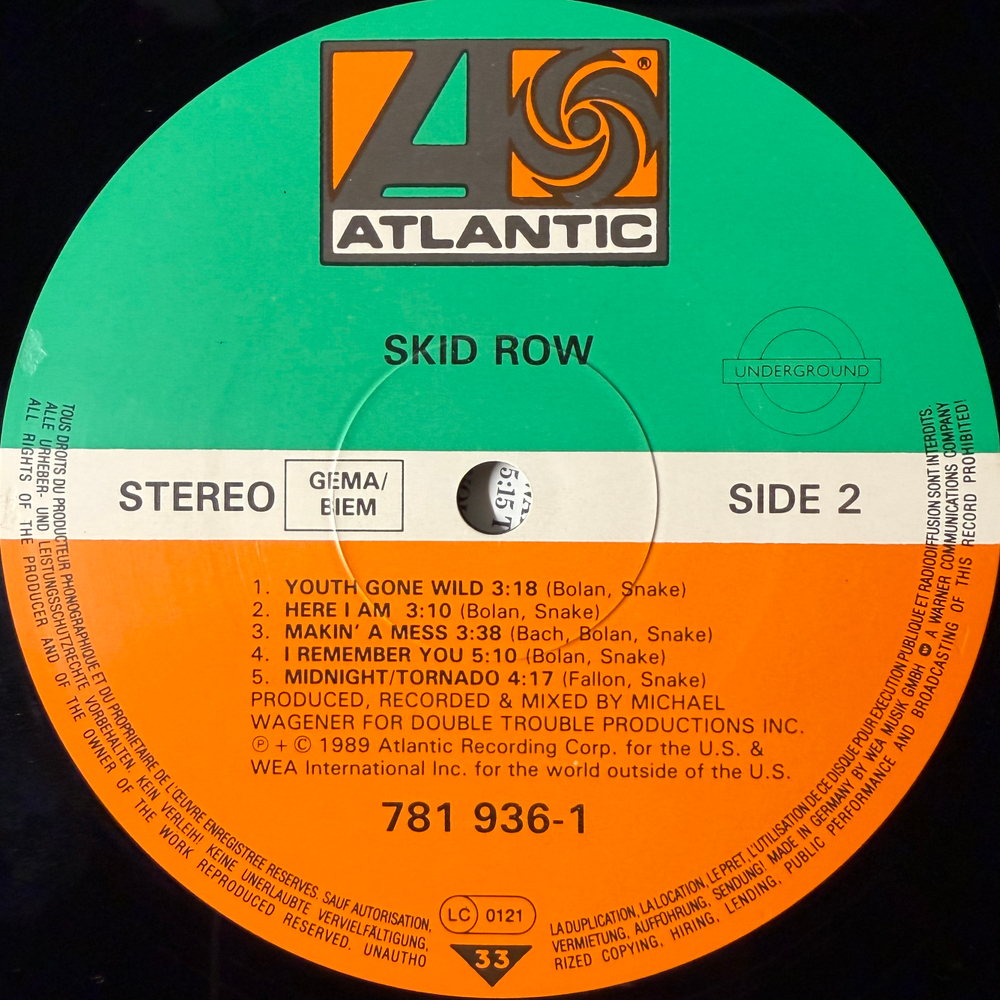 ®
ATLANTIC
SKID ROW
UNDERGROUND
STEREO
GEMA/
BIEM
SIDE 2
1. YOUTH GONE WILD 3:18 (Bolan, Snake)
2. HERE I AM 3:10 (Bolan, Snake)
3. MAKIN' A MESS 3:38 (Bach, Bolan, Snake)
4. I REMEMBER YOU 5:10 (Bolan, Snake)
5. MIDNIGHT/TORNADO 4:17 (Fallon, Snake)
PRODUCED, RECORDED & MIXED BY MICHAEL
WAGENER FOR DOUBLE TROUBLE PRODUCTIONS INC.
℗ + © 1989 Atlantic Recording Corp. for the U.S. &
WEA International Inc. for the world outside of the U.S.
781 936-1
LC 0121
33
TOUS DROITS DU PRODUCTEUR PHONOGRAPHIQUE ET DU PROPRIETAIRE DE L'ŒUVRE ENREGISTREE RESERVES. SAUF AUTORISATION,
LA DUPLICATION, LA LOCATION, LE PRET, L'UTILISATION DE CE DISQUE POUR EXECUTION PUBLIQUE ET RADIODIFFUSION SONT INTERDITS.
ALLE URHEBER- UND LEISTUNGSSCHUTZRECHTE VORBEHALTEN. KEIN VERLEIH! KEINE UNERLAUBTE VERVIELFÄLTIGUNG,
VERMIETUNG, AUFFÜHRUNG, SENDUNG! MADE IN GERMANY BY WEA MUSIK GMBH A WARNER COMMUNICATIONS COMPANY
ALL RIGHTS OF THE PRODUCER AND OF THE OWNER OF THE WORK REPRODUCED RESERVED. UNAUTHO
RIZED COPYING, HIRING, LENDING, PUBLIC PERFORMANCE AND BROADCASTING OF THIS RECORD PROHIBITED!
5:15